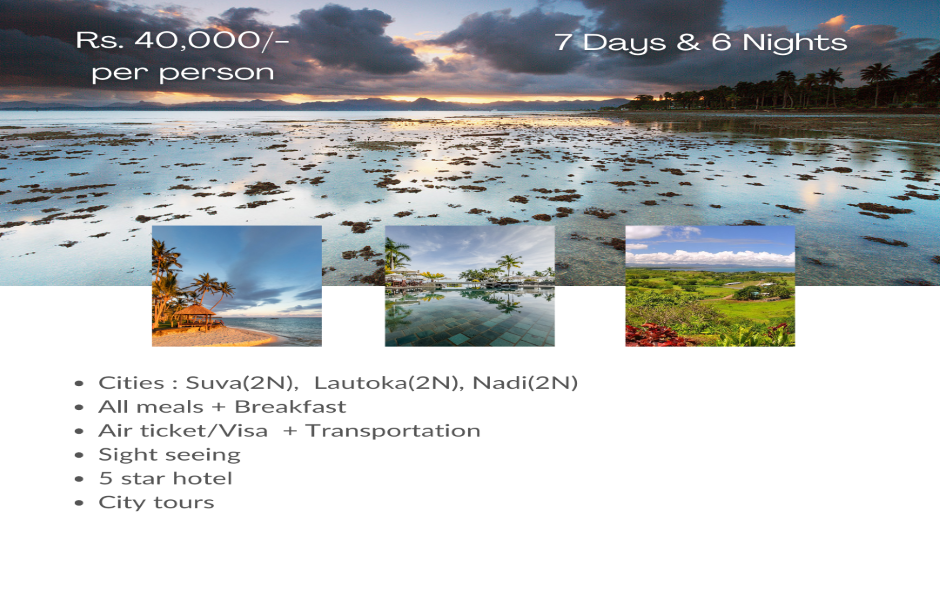 Rs. 40,000/-
per person
7 Days & 6 Nights
• Cities : Suva(2N),  Lautoka(2N), Nadi(2N)
• All meals + Breakfast
• Air ticket/Visa  + Transportation
• Sight seeing
• 5 star hotel
• City tours